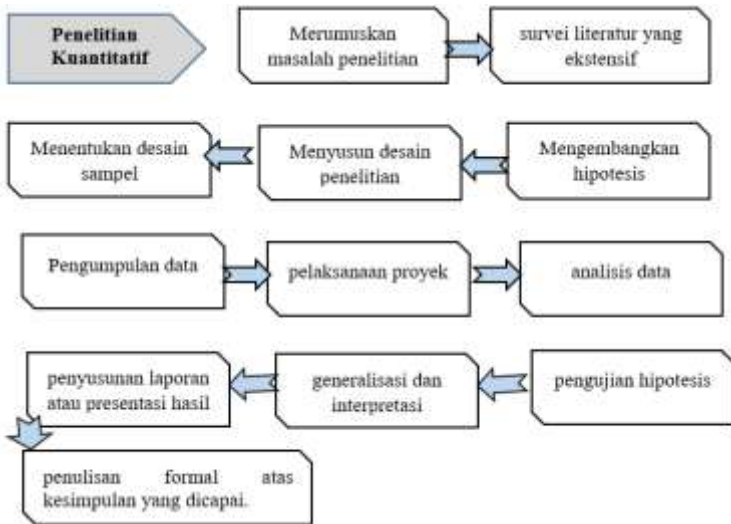 Penelitian
Kuantitatif
Merumuskan
masalah penelitian
survei literatur yang
ekstensif
Menentukan desain
sampel
Menyusun desain
penelitian
Mengembangkan
hipotesis
Pengumpulan data
pelaksanaan proyek
analisis data
penyusunan laporan
atau presentasi hasil
generalisasi dan
interpretasi
pengujian hipotesis
penulisan formal atas
kesimpulan yang dicapai.